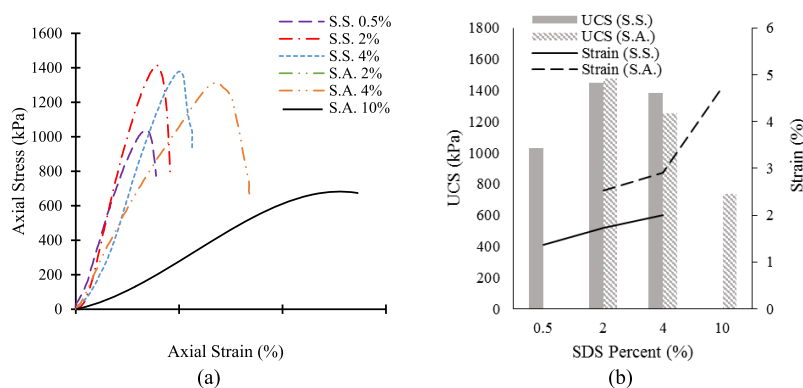 (a)
S.S. 0.5%
S.S. 2%
S.S. 4%
S.A. 2%
S.A. 4%
S.A. 10%
1600
1400
1200
1000
800
600
400
200
0
Axial Stress (kPa)
Axial Strain (%)
(a)
UCS (S.S.)
UCS (S.A.)
Strain (S.S.)
Strain (S.A.)
1800
1600
1400
1200
1000
800
600
400
200
0
UCS (kPa)
6
5
4
3
2
1
0
Strain (%)
0.5 2 4 10
SDS Percent (%)
(b)